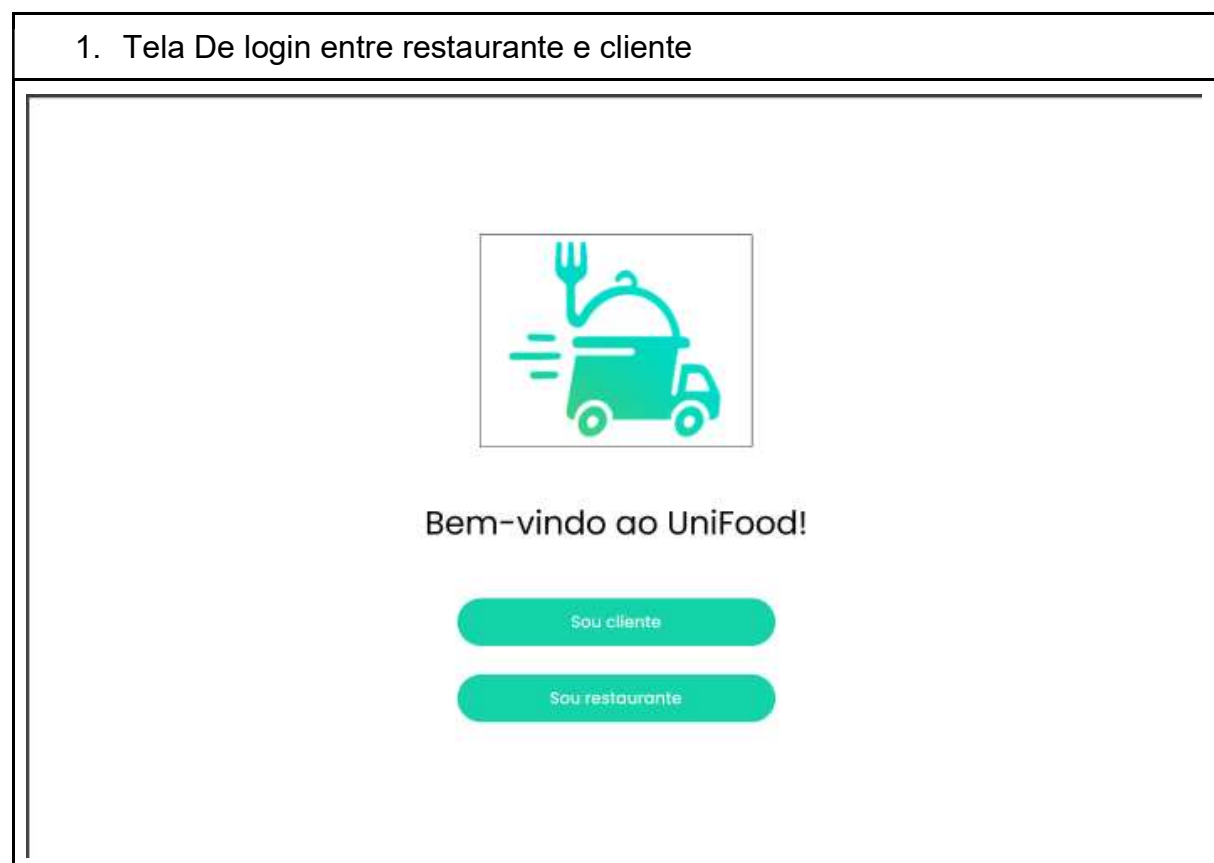 1. Tela De login entre restaurante e cliente
Bem-vindo ao UniFood!
Sou cliente
Sou restaurante